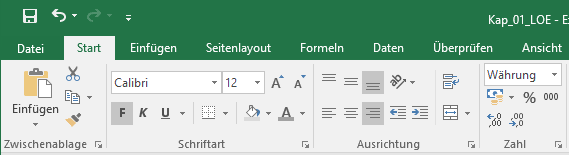 Kap_01_LOE - E
Datei Start Einfügen Seitenlayout Formeln Daten Überprüfen Ansicht
Calibri 12 A A Währung
Einfügen F K U A % 000
Zwischenablage Schriftart Ausrichtung Zahl